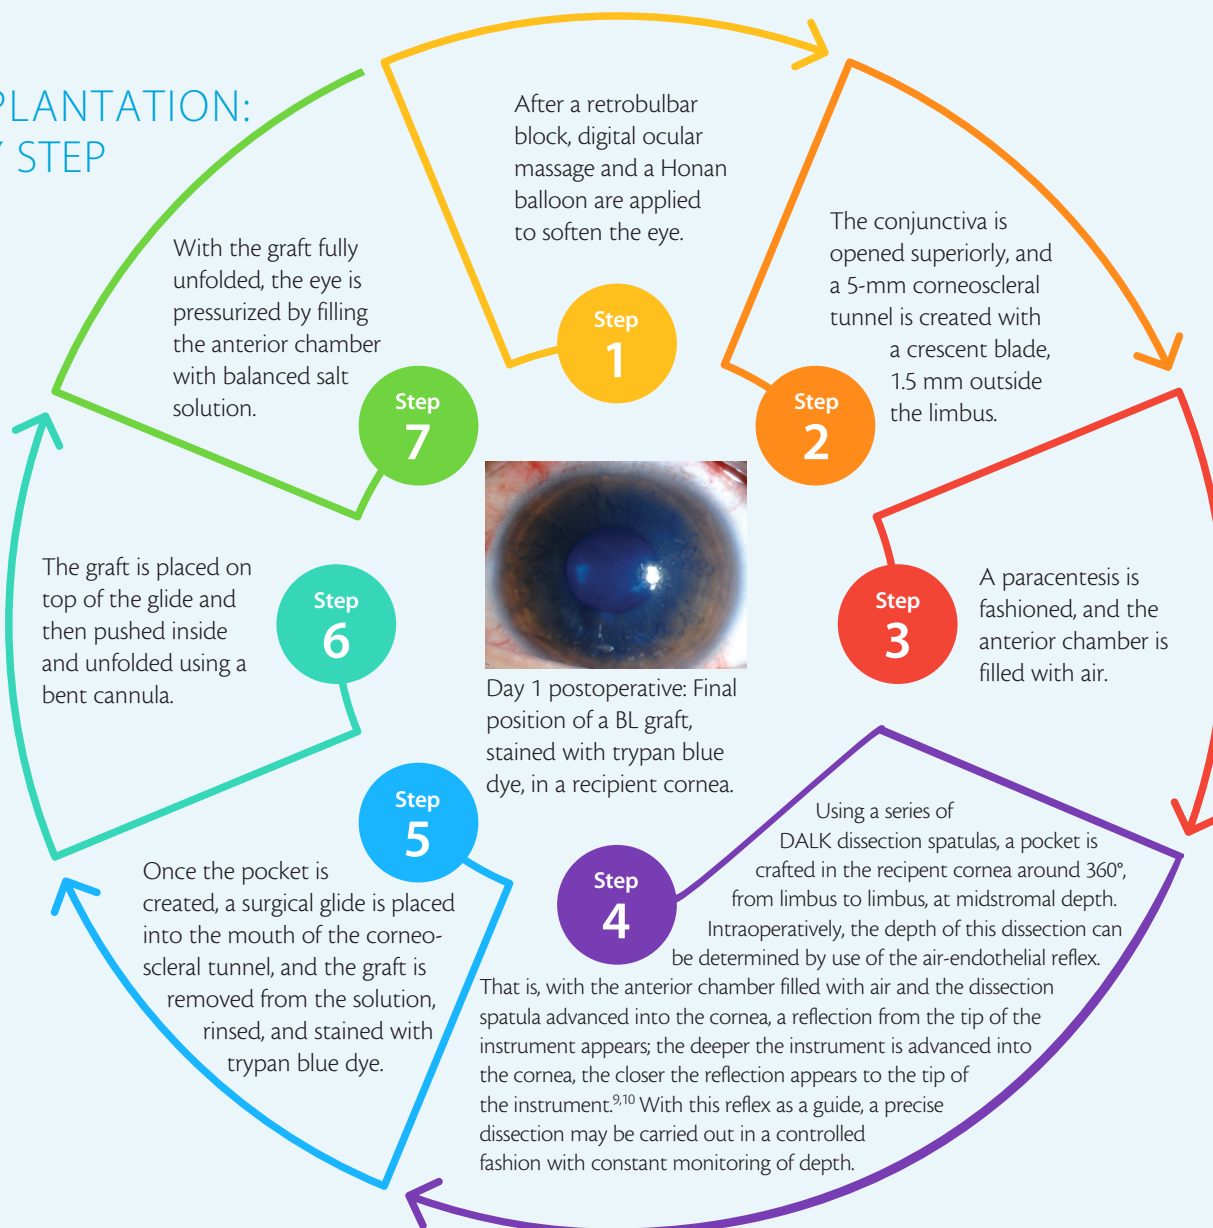 PLANTATION:
STEP
After a retrobulbar
block, digital ocular
massage and a Honan
balloon are applied
to soften the eye.
Step
1
The conjunctiva is
opened superiorly, and
a 5-mm corneoscleral
tunnel is created with
a crescent blade,
1.5 mm outside
the limbus.
Step
2
A paracentesis is
fashioned, and the
anterior chamber is
filled with air.
Step
3
Using a series of
DALK dissection spatulas, a pocket is
crafted in the recipent cornea around 360°,
from limbus to limbus, at midstromal depth.
Intraoperatively, the depth of this dissection can
be determined by use of the air-endothelial reflex.
That is, with the anterior chamber filled with air and the dissection
spatula advanced into the cornea, a reflection from the tip of the
instrument appears; the deeper the instrument is advanced into
the cornea, the closer the reflection appears to the tip of
the instrument.9,10 With this reflex as a guide, a precise
dissection may be carried out in a controlled
fashion with constant monitoring of depth.
Step
4
Once the pocket is
created, a surgical glide is placed
into the mouth of the corneo-
scleral tunnel, and the graft is
removed from the solution,
rinsed, and stained with
trypan blue dye.
Step
5
The graft is placed on
top of the glide and
then pushed inside
and unfolded using a
bent cannula.
Step
6
With the graft fully
unfolded, the eye is
pressurized by filling
the anterior chamber
with balanced salt
solution.
Step
7
Day 1 postoperative: Final
position of a BL graft,
stained with trypan blue
dye, in a recipient cornea.